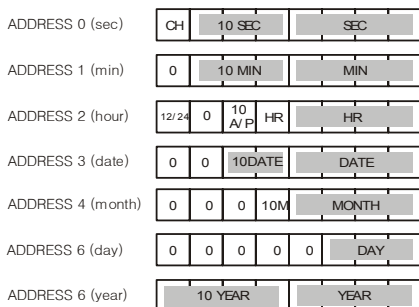 ADDRESS 0 (sec) CH 10 SEC SEC
ADDRESS 1 (min) 0 10 MIN MIN
ADDRESS 2 (hour) 12/24 0 10 A/P HR HR
ADDRESS 3 (date) 0 0 10DATE DATE
ADDRESS 4 (month) 0 0 0 10M MONTH
ADDRESS 6 (day) 0 0 0 0 0 DAY
ADDRESS 6 (year) 10 YEAR YEAR